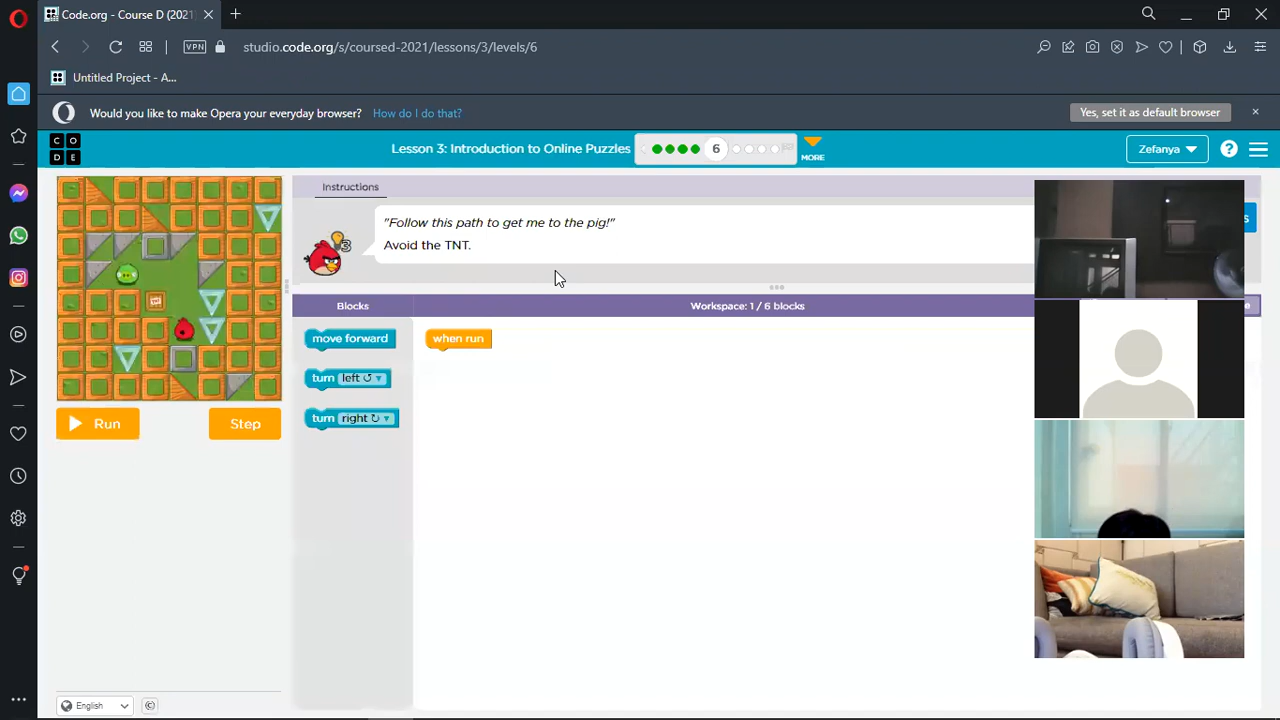 Code.org - Course D (2021)
Untitled Project - A...
VPN
studio.code.org/s/coursed-2021/lessons/3/levels/6
Would you like to make Opera your everyday browser? How do I do that?
Yes, set it as default browser
C O D E
Lesson 3: Introduction to Online Puzzles
6
MORE
Zefanya
?
Instructions
"Follow this path to get me to the pig!"
Avoid the TNT.
3
Blocks
Workspace: 1 / 6 blocks
move forward
when run
turn left
turn right
Run
Step
English